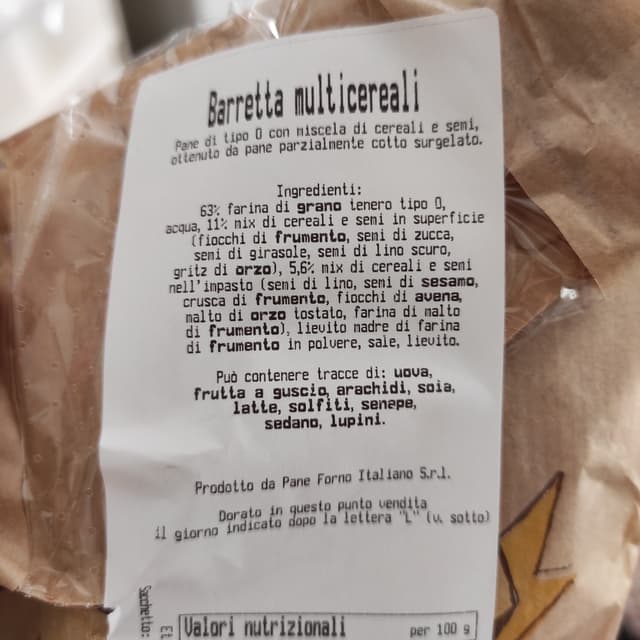 Barretta multicereali
Pane di tipo 0 con miscela di cereali e semi,
ottenuto da pane parzialmente cotto surgelato.
Ingredienti:
63% farina di grano tenero tipo 0,
acqua, 11% mix di cereali e semi in superficie
(fiocchi di frumento, semi di zucca,
semi di girasole, semi di lino scuro,
gritz di orzo), 5,6% mix di cereali e semi
nell'impasto (semi di lino, semi di sesamo,
crusca di frumento, fiocchi di avena,
malto di orzo tostato, farina di malto
di frumento), lievito madre di farina
di frumento in polvere, sale, lievito.
Può contenere tracce di: uova,
frutta a guscio, arachidi, soia,
latte, solfiti, senape,
sedano, lupini.
Prodotto da Pane Forno Italiano S.r.l.
Dorato in questo punto vendita
il giorno indicato dopo la lettera "L" (v. sotto)
Sacchetto:
Et
Valori nutrizionali per 100 g